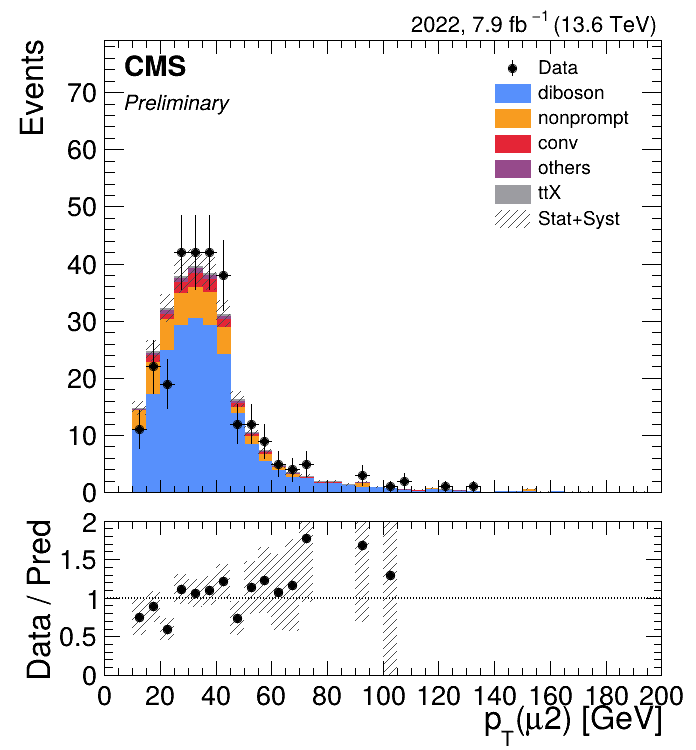 2022, 7.9 fb⁻¹ (13.6 TeV)
CMS
Preliminary
Events
70
60
50
40
30
20
10
0
Data
diboson
nonprompt
conv
others
ttX
Stat+Syst
Data / Pred
2
1.5
1
0.5
0
0 20 40 60 80 100 120 140 160 180 200
p_T(μ2) [GeV]